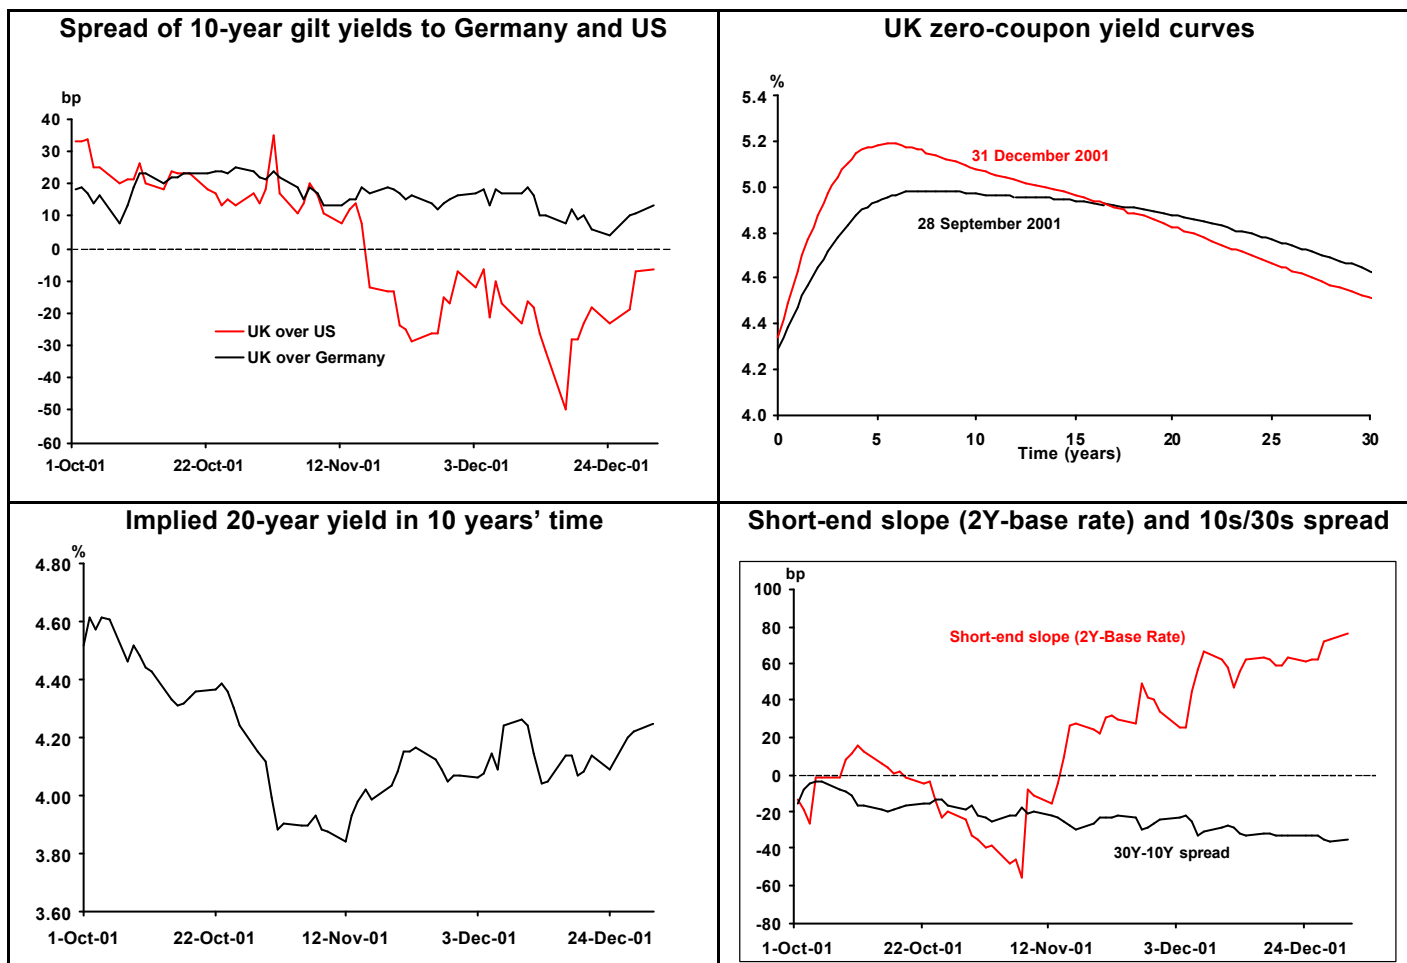 Spread of 10-year gilt yields to Germany and US
bp
40
30
20
10
0
-10
-20
-30
-40
-50
-60
UK over US
UK over Germany
1-Oct-01 22-Oct-01 12-Nov-01 3-Dec-01 24-Dec-01
UK zero-coupon yield curves
%
5.4
5.2
5.0
4.8
4.6
4.4
4.2
4.0
31 December 2001
28 September 2001
0 5 10 15 20 25 30
Time (years)
Implied 20-year yield in 10 years’ time
%
4.80
4.60
4.40
4.20
4.00
3.80
3.60
1-Oct-01 22-Oct-01 12-Nov-01 3-Dec-01 24-Dec-01
Short-end slope (2Y-base rate) and 10s/30s spread
bp
100
80
60
40
20
0
-20
-40
-60
-80
Short-end slope (2Y-Base Rate)
30Y-10Y spread
1-Oct-01 22-Oct-01 12-Nov-01 3-Dec-01 24-Dec-01